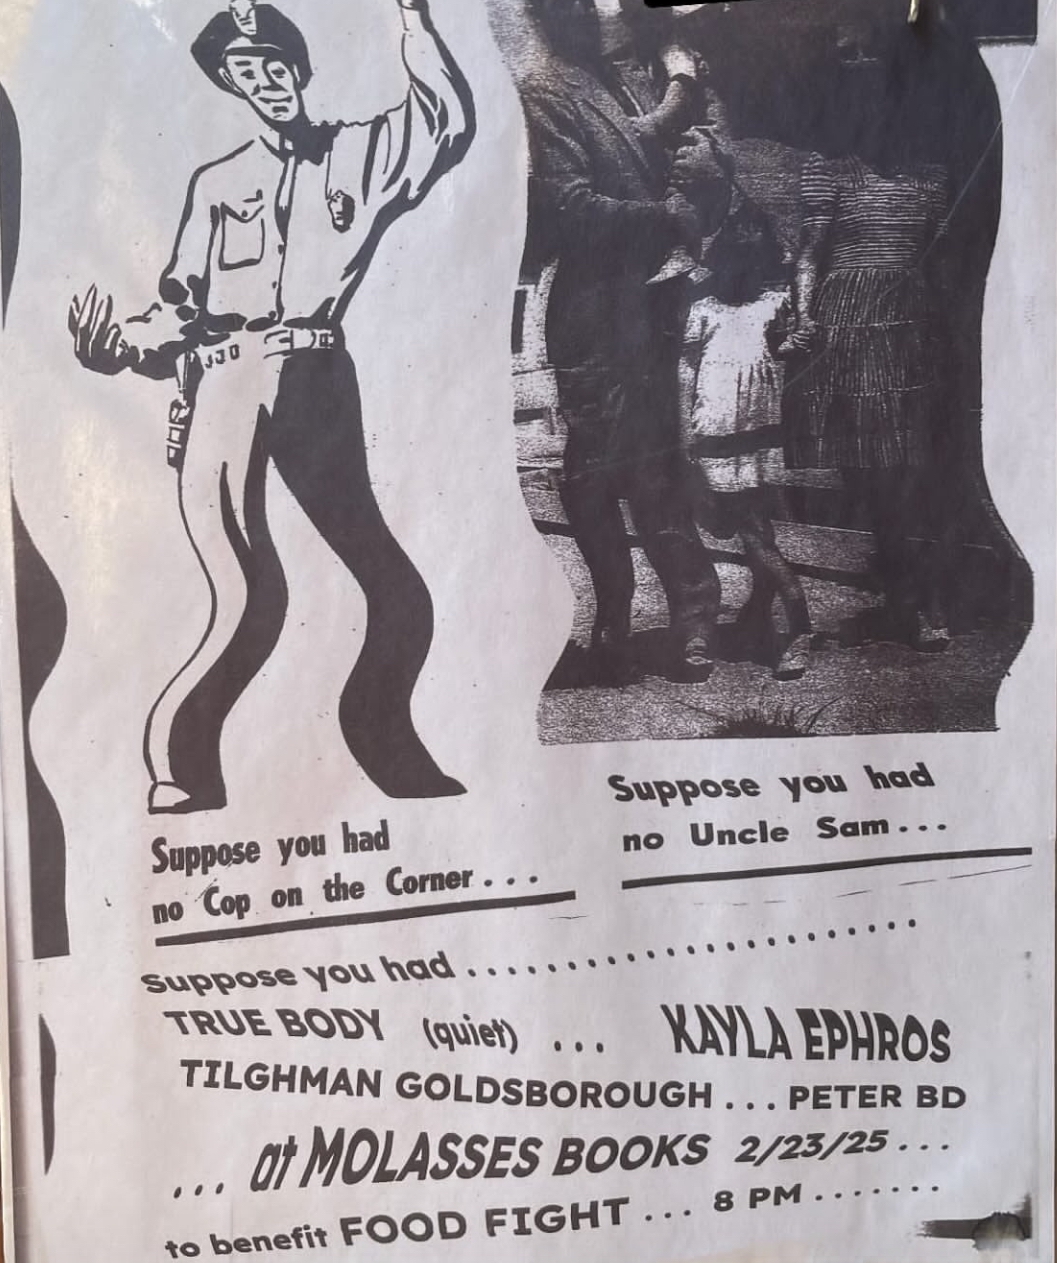 Suppose you had
no Cop on the Corner . . .
Suppose you had
no Uncle Sam . . .
Suppose you had . . . . . . . . . . . . . . . . . . . . . . .
TRUE BODY (quiet) . . . KAYLA EPHROS
TILGHMAN GOLDSBOROUGH . . . PETER BD
. . . at MOLASSES BOOKS 2/23/25 . . .
to benefit FOOD FIGHT . . . 8 PM . . . . . . .